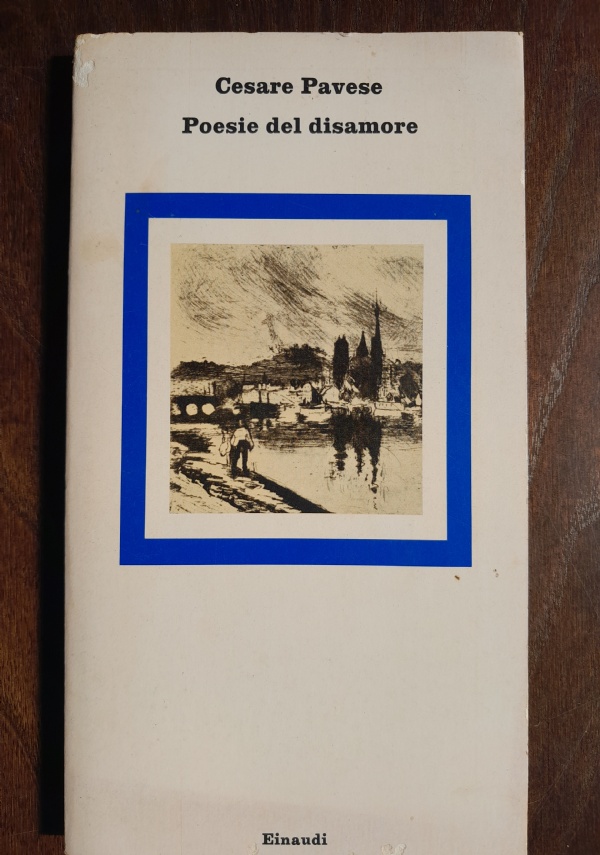 Cesare Pavese
Poesie del disamore
Einaudi